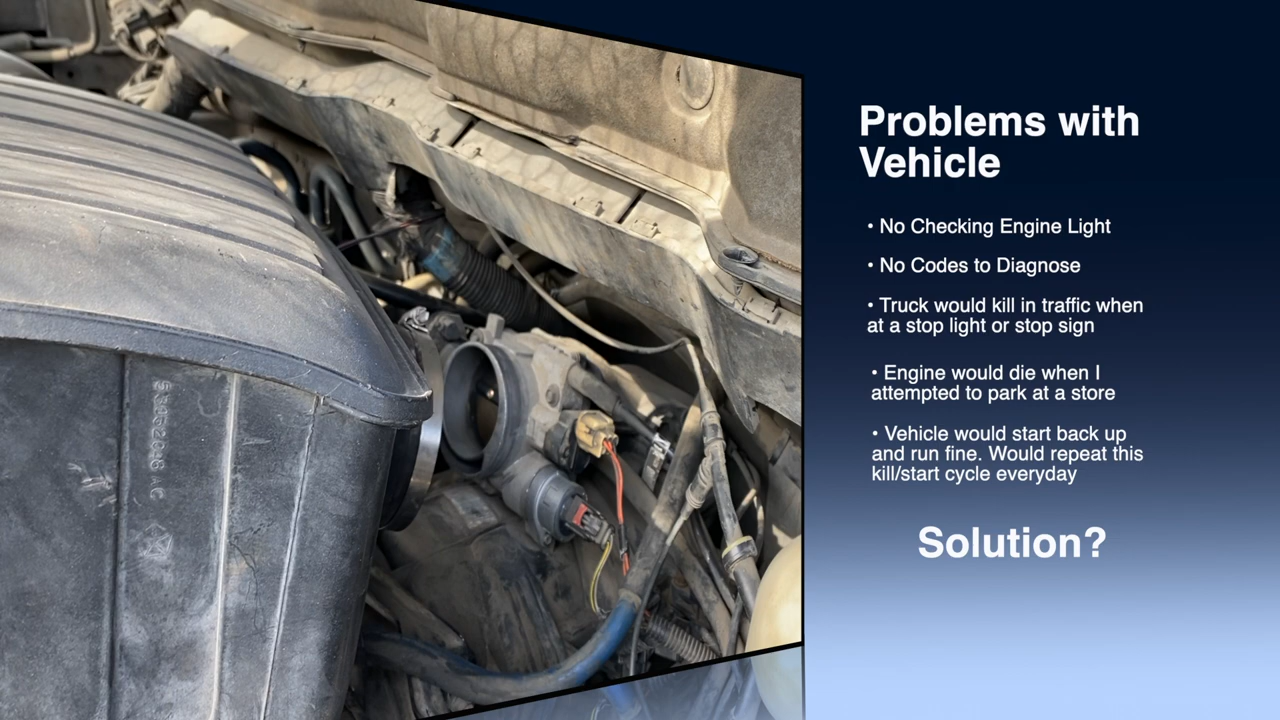 Problems with
Vehicle
• No Checking Engine Light
• No Codes to Diagnose
• Truck would kill in traffic when
at a stop light or stop sign
• Engine would die when I
attempted to park at a store
• Vehicle would start back up
and run fine. Would repeat this
kill/start cycle everyday
Solution?